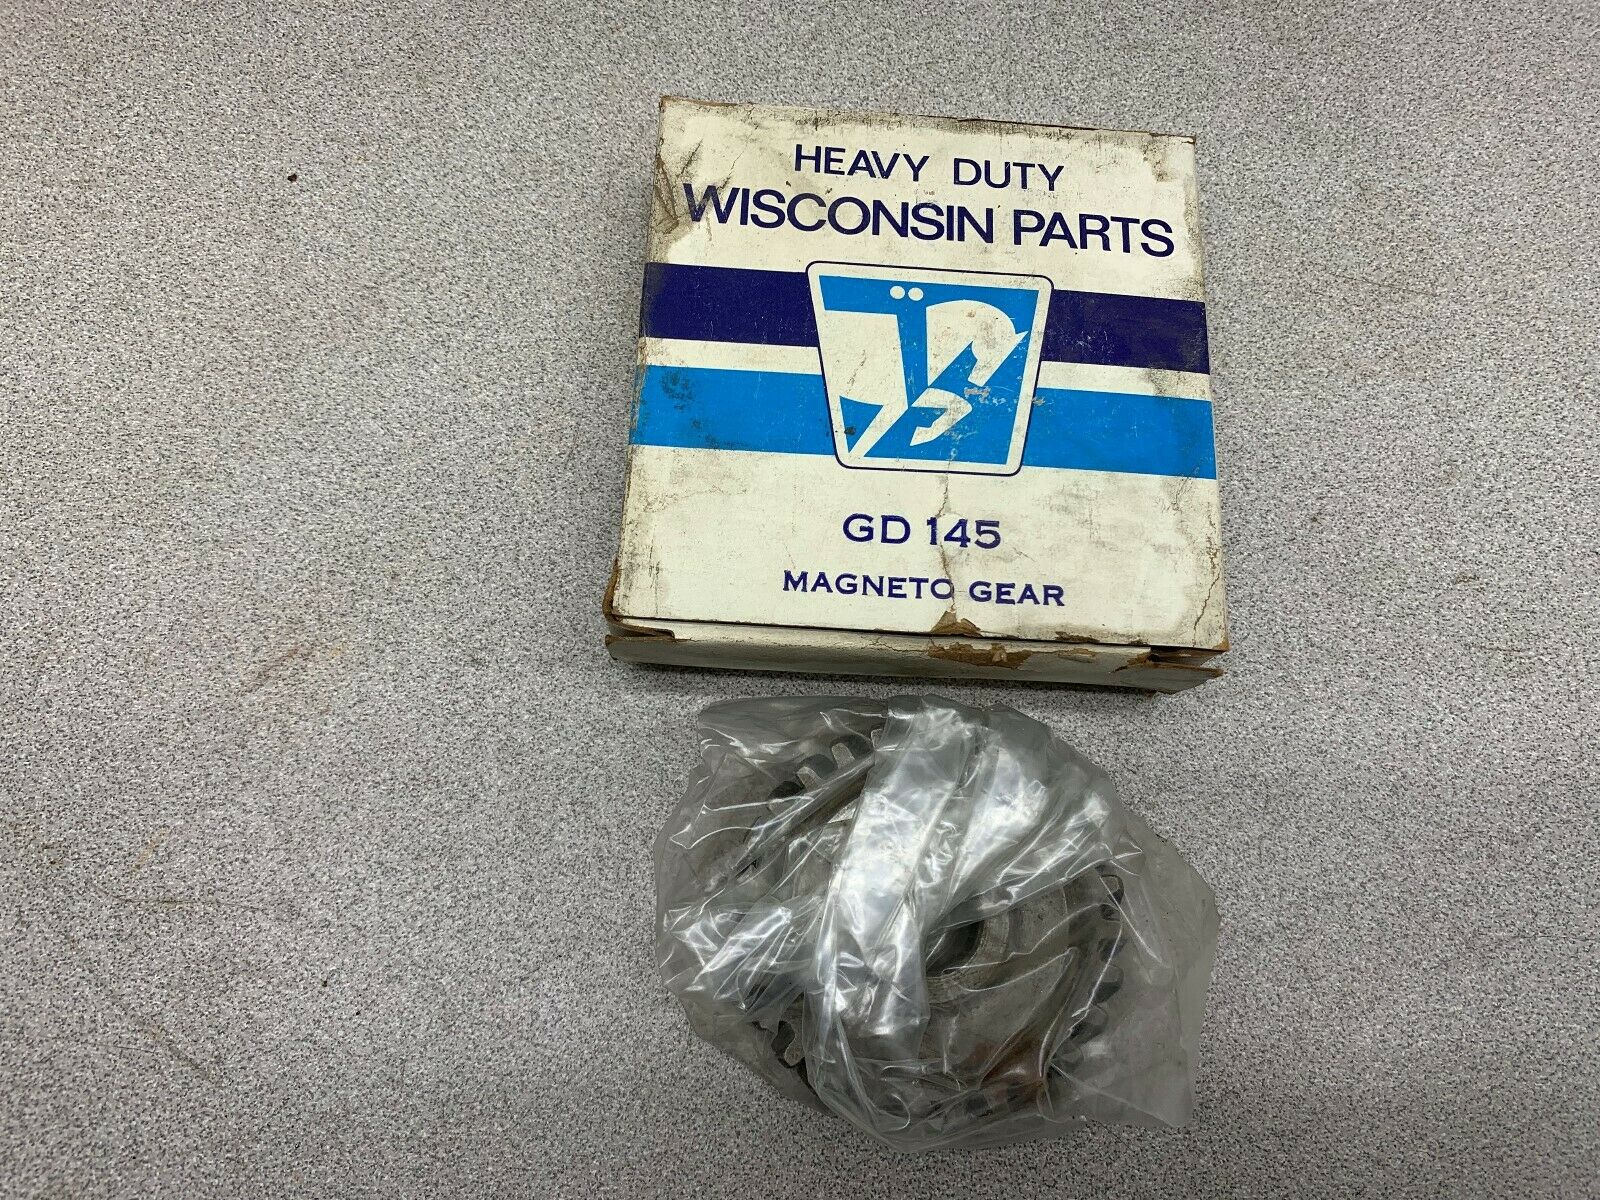 HEAVY DUTY
WISCONSIN PARTS
GD 145
MAGNETO GEAR